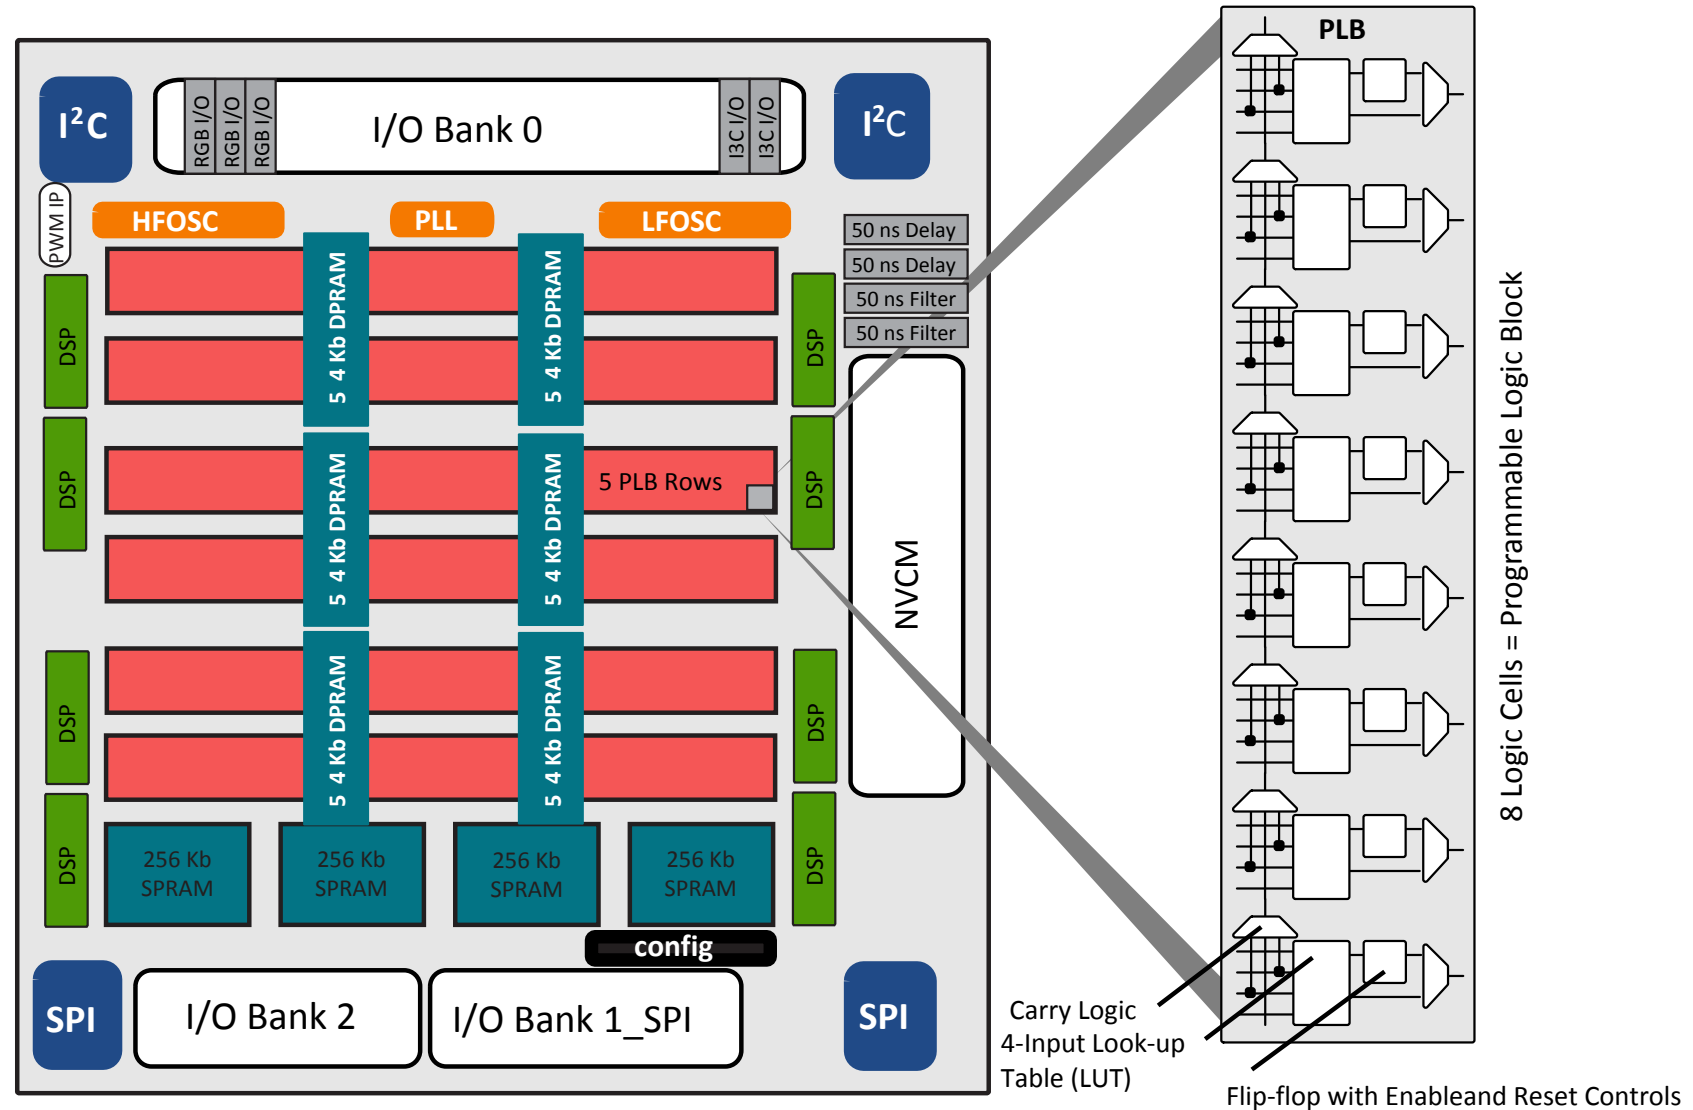 PLB
I²C
RGB I/O
RGB I/O
RGB I/O
I/O Bank 0
I3C I/O
I3C I/O
I²C
PWM IP
HFOSC
PLL
LFOSC
50 ns Delay
50 ns Delay
50 ns Filter
50 ns Filter
DSP
5 4 Kb DPRAM
5 4 Kb DPRAM
DSP
DSP
5 4 Kb DPRAM
5 4 Kb DPRAM
5 PLB Rows
DSP
NVCM
8 Logic Cells = Programmable Logic Block
DSP
5 4 Kb DPRAM
5 4 Kb DPRAM
DSP
DSP
256 Kb
SPRAM
256 Kb
SPRAM
256 Kb
SPRAM
256 Kb
SPRAM
DSP
config
SPI
I/O Bank 2
I/O Bank 1_SPI
SPI
Carry Logic
4-Input Look-up
Table (LUT)
Flip-flop with Enableand Reset Controls